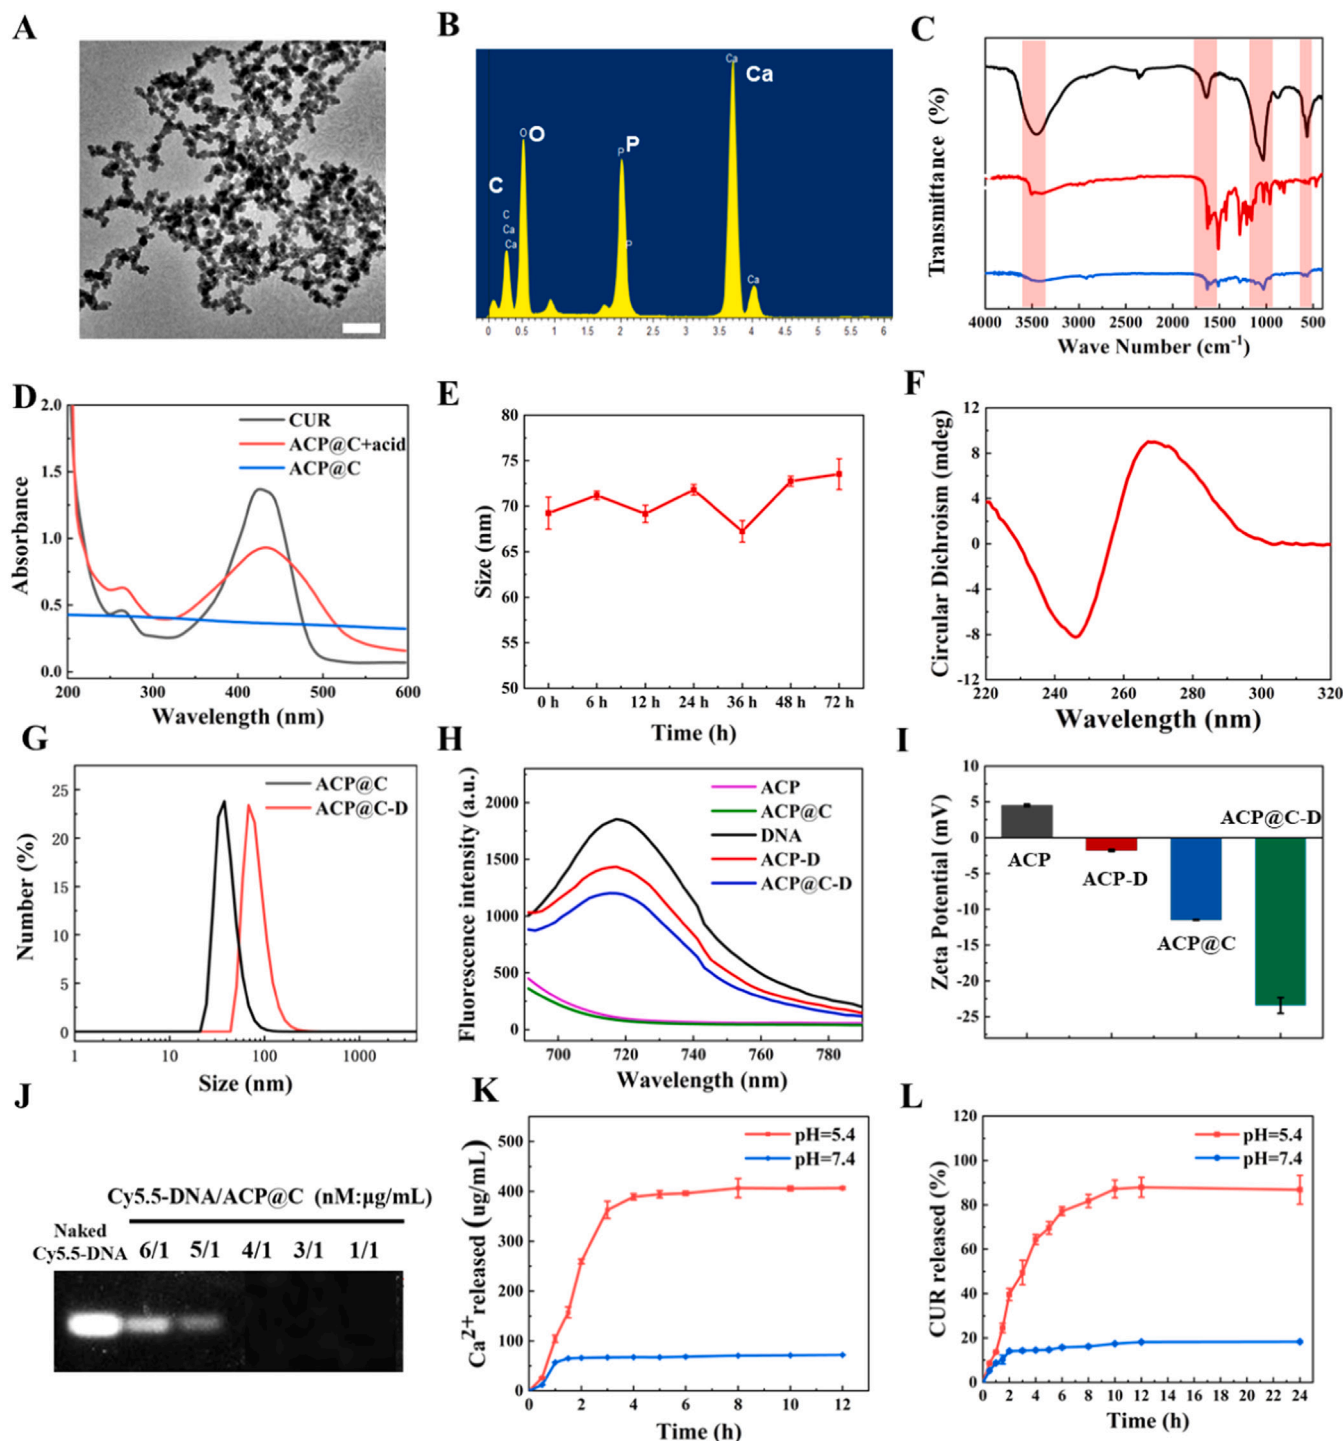 A
B
C
C
O
P
Ca
C
Ca
Ca
O
P
P
Ca
Ca
0 0.5 1 1.5 2 2.5 3 3.5 4 4.5 5 5.5 6
Transmittance (%)
4000 3500 3000 2500 2000 1500 1000 500
Wave Number (cm-1)
D
2.0
1.5
1.0
0.5
0.0
Absorbance
CUR
ACP@C+acid
ACP@C
200 300 400 500 600
Wavelength (nm)
E
80
75
70
65
60
55
50
Size (nm)
0 h 6 h 12 h 24 h 36 h 48 h 72 h
Time (h)
F
12
8
4
0
-4
-8
-12
Circular Dichroism (mdeg)
220 240 260 280 300 320
Wavelength (nm)
G
25
20
15
10
5
0
Number (%)
ACP@C
ACP@C-D
1 10 100 1000
Size (nm)
H
2000
1500
1000
500
0
Fluorescence intensity (a.u.)
ACP
ACP@C
DNA
ACP-D
ACP@C-D
700 720 740 760 780
Wavelength (nm)
I
10
5
0
-5
-10
-15
-20
-25
Zeta Potential (mV)
ACP
ACP-D
ACP@C
ACP@C-D
J
Cy5.5-DNA/ACP@C (nM:μg/mL)
Naked
Cy5.5-DNA 6/1 5/1 4/1 3/1 1/1
K
500
400
300
200
100
0
Ca2+ released (ug/mL)
pH=5.4
pH=7.4
0 2 4 6 8 10 12
Time (h)
L
120
100
80
60
40
20
0
CUR released (%)
pH=5.4
pH=7.4
0 2 4 6 8 10 12 14 16 18 20 22 24
Time (h)